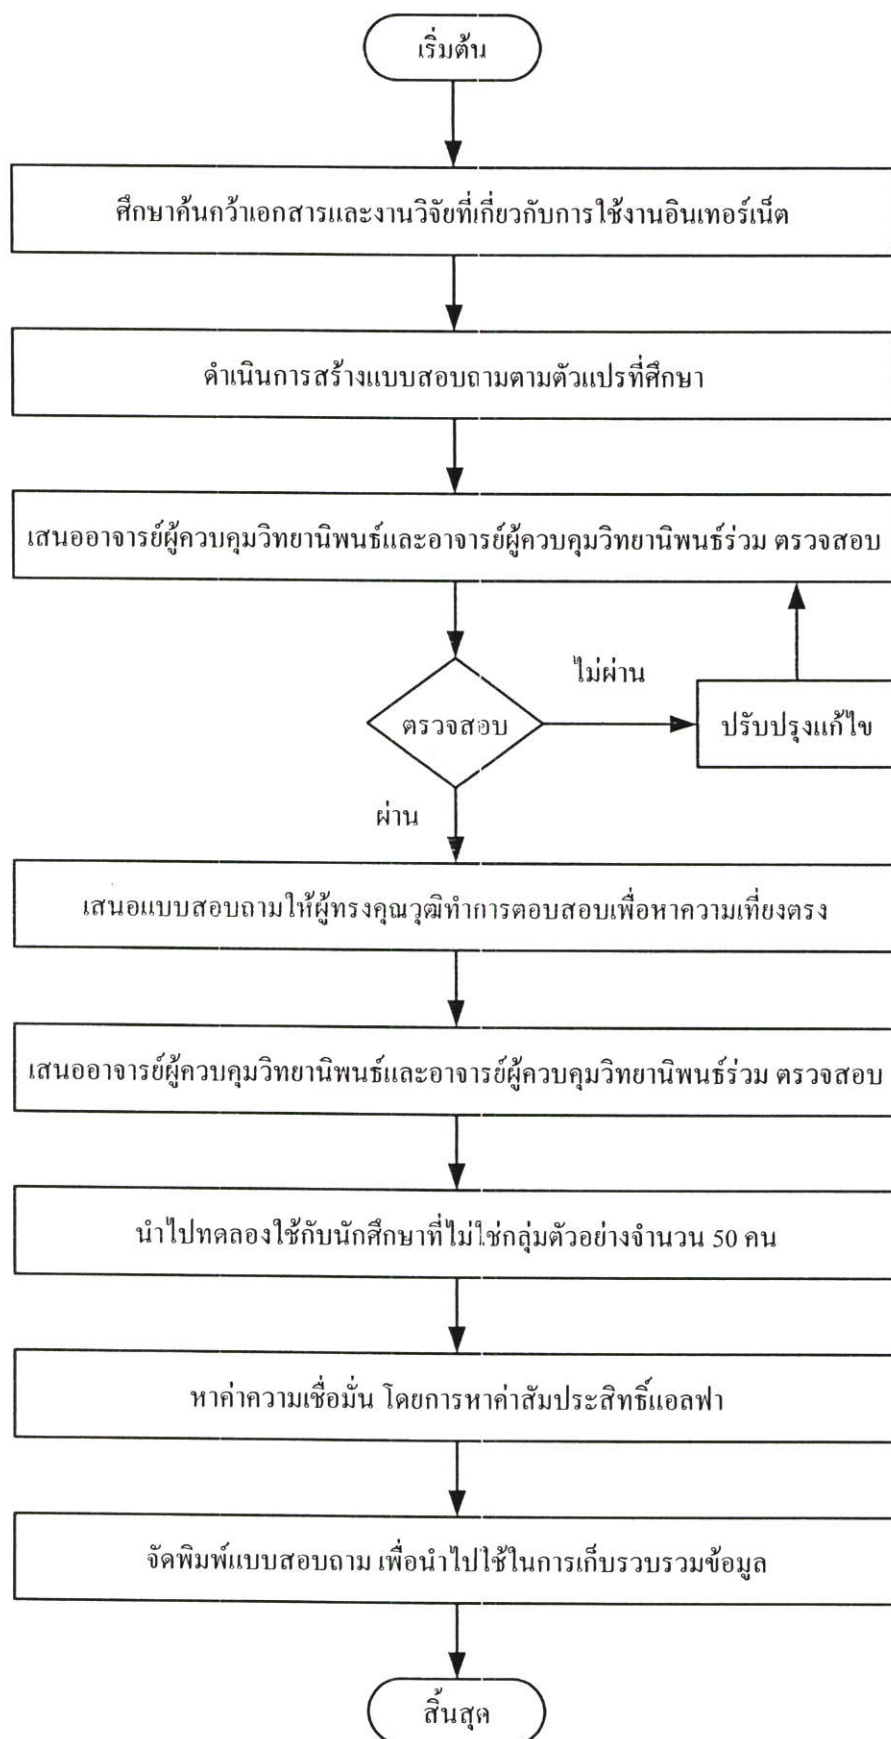 เริ่มต้น
ศึกษาค้นกว้าเอกสารและงานวิจัยที่เกี่ยวกับการใช้งานอินเทอร์เน็ต
ดำเนินการสร้างแบบสอบถามตามตัวแปรที่ศึกษา
เสนออาจารย์ผู้ควบคุมวิทยานิพนธ์และอาจารย์ผู้ควบคุมวิทยานิพนธ์ร่วม ตรวจสอบ
ไม่ผ่าน
ตรวจสอบ
ปรับปรุงแก้ไข
ผ่าน
เสนอแบบสอบถามให้ผู้ทรงคุณวุฒิทำการตอบสอบเพื่อหาความเที่ยงตรง
เสนออาจารย์ผู้ควบคุมวิทยานิพนธ์และอาจารย์ผู้ควบคุมวิทยานิพนธ์ร่วม ตรวจสอบ
นำไปทดลองใช้กับนักศึกษาที่ไม่ใช่กลุ่มตัวอย่างจำนวน 50 คน
หาค่าความเชื่อมั่น โดยการหาค่าสัมประสิทธิ์แอลฟา
จัดพิมพ์แบบสอบถาม เพื่อนำไปใช้ในการเก็บรวบรวมข้อมูล
สิ้นสุด